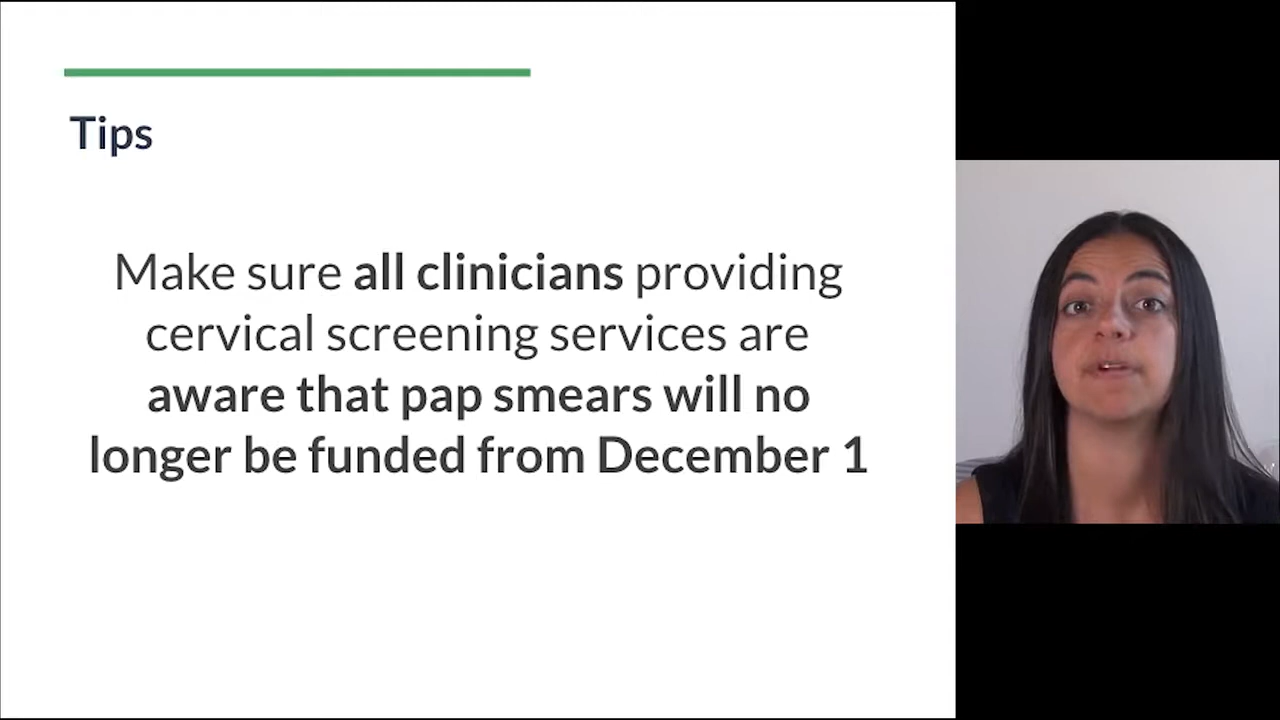 Tips
Make sure all clinicians providing
cervical screening services are
aware that pap smears will no
longer be funded from December 1